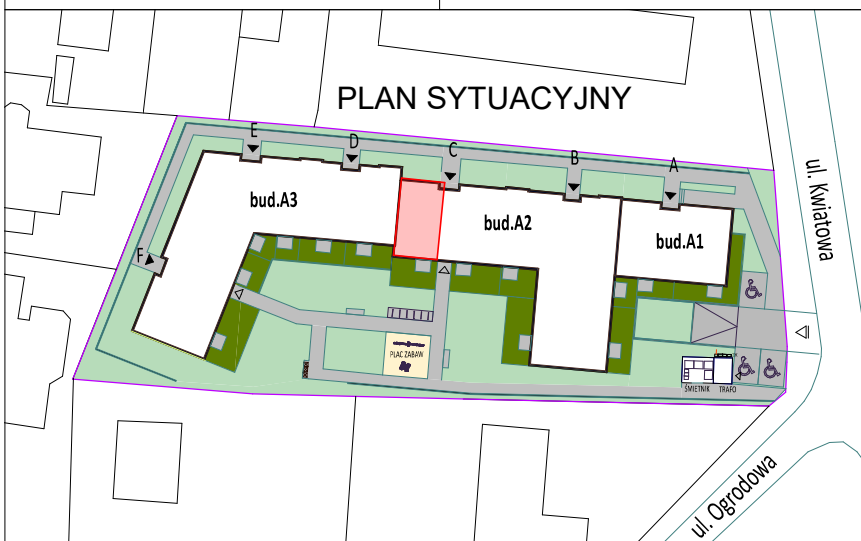 PLAN SYTUACYJNY
E
D
C
B
A
ul. Kwiatowa
bud.A3
bud.A2
bud.A1
F
PLAC ZABAW
ŚMIETNIK
TRAFO
ul. Ogrodowa